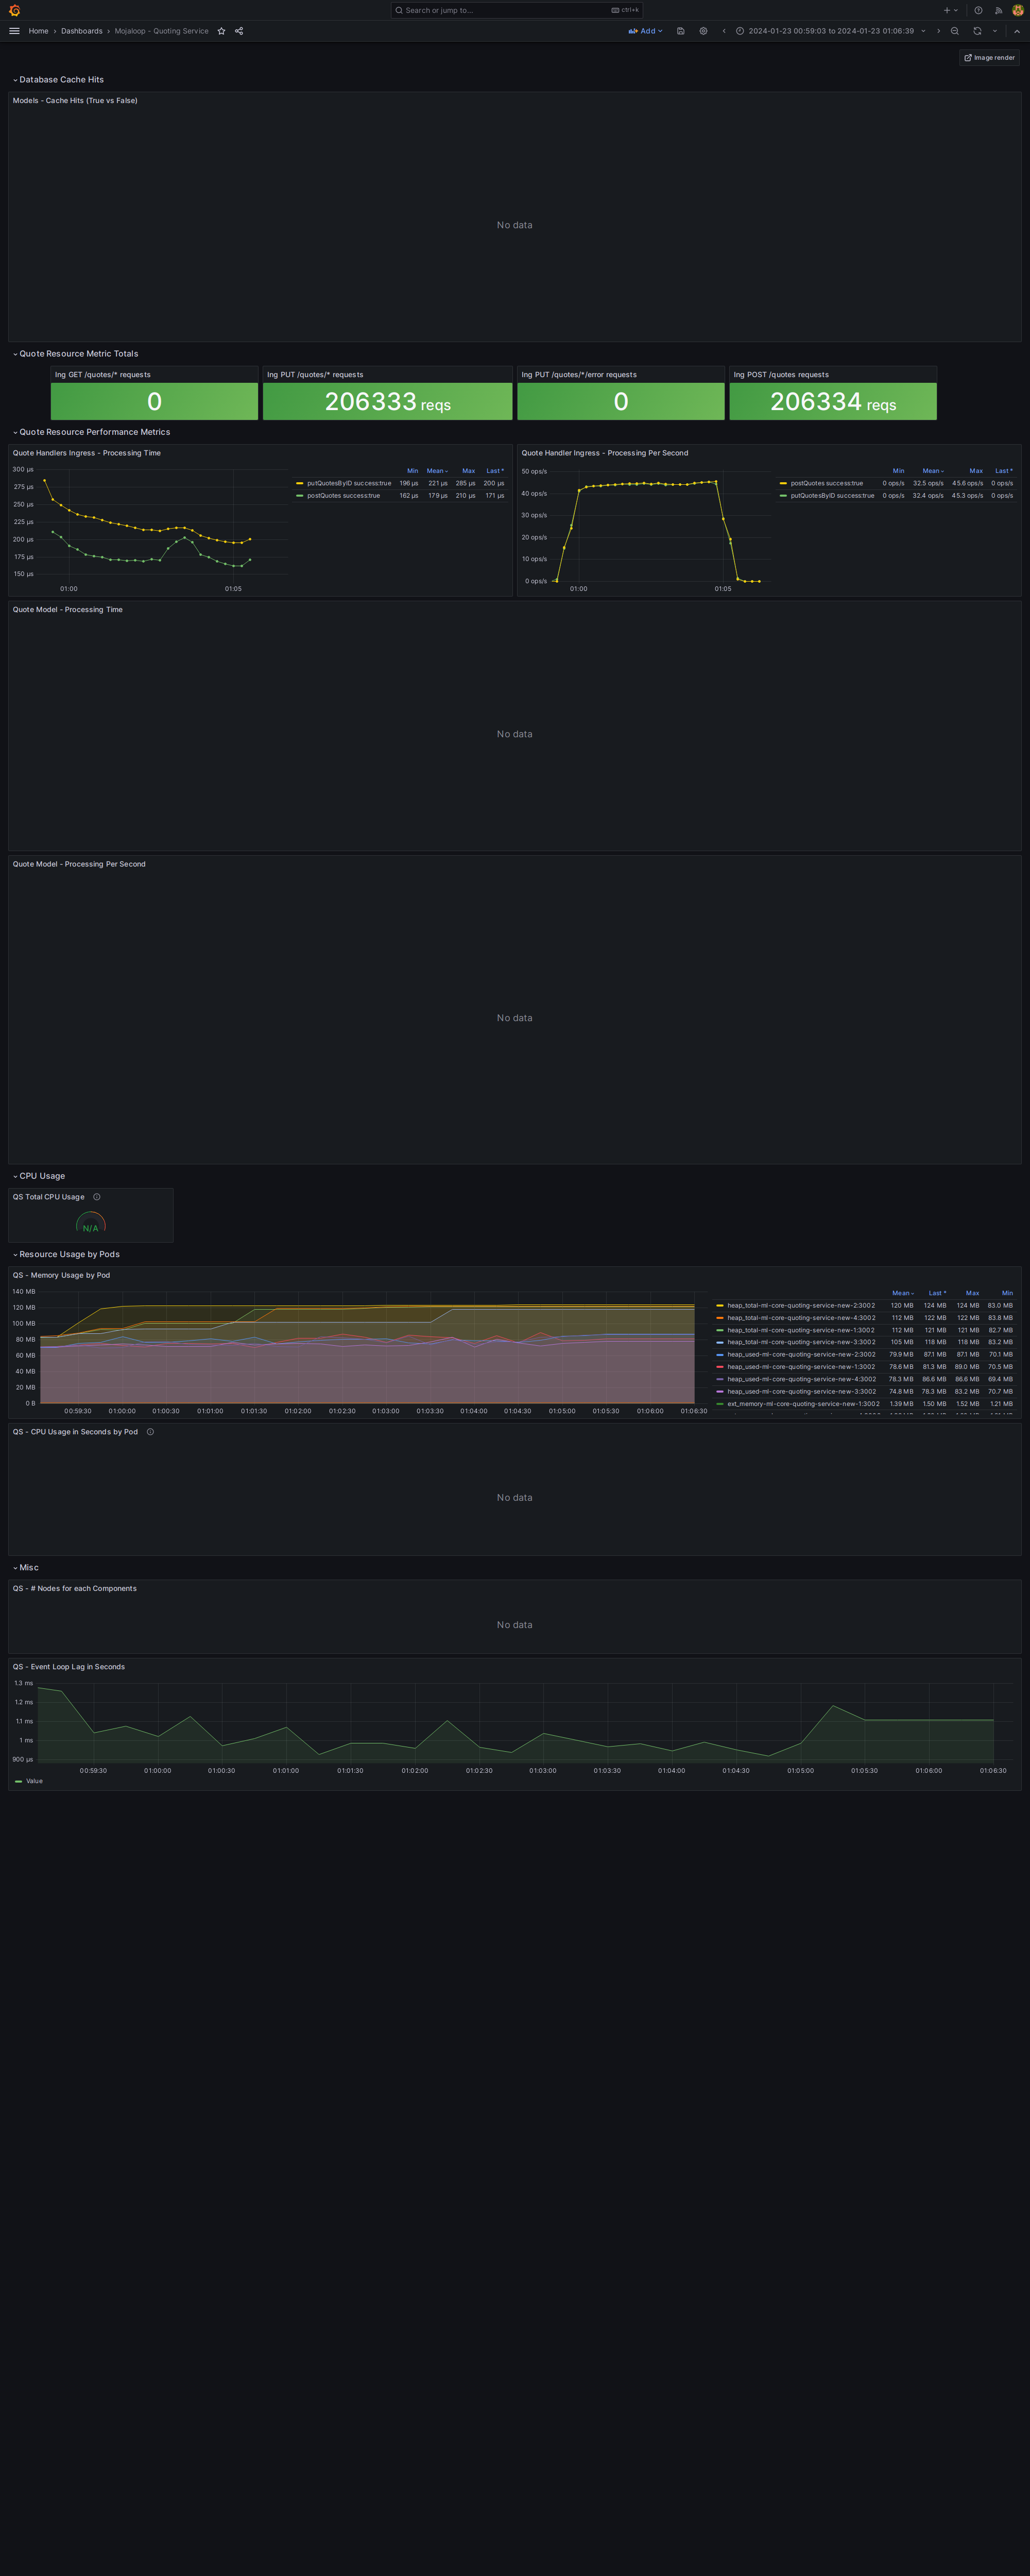 Search or jump to...
ctrl+k
Home
Dashboards
Mojaloop - Quoting Service
Add
2024-01-23 00:59:03 to 2024-01-23 01:06:39
Image render
Database Cache Hits
Models - Cache Hits (True vs False)
No data
Quote Resource Metric Totals
Ing GET /quotes/* requests
Ing PUT /quotes/* requests
Ing PUT /quotes/*/error requests
Ing POST /quotes requests
0
206333 reqs
0
206334 reqs
Quote Resource Performance Metrics
Quote Handlers Ingress - Processing Time
300 µs
275 µs
250 µs
225 µs
200 µs
175 µs
150 µs
01:00
01:05
Min Mean Max Last *
putQuotesByID success:true 196 µs 221 µs 285 µs 200 µs
postQuotes success:true 162 µs 179 µs 210 µs 171 µs
Quote Handler Ingress - Processing Per Second
50 ops/s
40 ops/s
30 ops/s
20 ops/s
10 ops/s
0 ops/s
01:00
01:05
Min Mean Max Last *
postQuotes success:true 0 ops/s 32.5 ops/s 45.6 ops/s 0 ops/s
putQuotesByID success:true 0 ops/s 32.4 ops/s 45.3 ops/s 0 ops/s
Quote Model - Processing Time
No data
Quote Model - Processing Per Second
No data
CPU Usage
QS Total CPU Usage
N/A
Resource Usage by Pods
QS - Memory Usage by Pod
140 MB
120 MB
100 MB
80 MB
60 MB
40 MB
20 MB
0 B
00:59:30 01:00:00 01:00:30 01:01:00 01:01:30 01:02:00 01:02:30 01:03:00 01:03:30 01:04:00 01:04:30 01:05:00 01:05:30 01:06:00 01:06:30
Mean Last * Max Min
heap_total-ml-core-quoting-service-new-2:3002 120 MB 124 MB 124 MB 83.0 MB
heap_total-ml-core-quoting-service-new-4:3002 112 MB 122 MB 122 MB 83.8 MB
heap_total-ml-core-quoting-service-new-1:3002 112 MB 121 MB 121 MB 82.7 MB
heap_total-ml-core-quoting-service-new-3:3002 105 MB 118 MB 118 MB 83.2 MB
heap_used-ml-core-quoting-service-new-2:3002 79.9 MB 87.1 MB 87.1 MB 70.1 MB
heap_used-ml-core-quoting-service-new-1:3002 78.6 MB 81.3 MB 89.0 MB 70.5 MB
heap_used-ml-core-quoting-service-new-4:3002 78.3 MB 86.6 MB 86.6 MB 69.4 MB
heap_used-ml-core-quoting-service-new-3:3002 74.8 MB 78.3 MB 83.2 MB 70.7 MB
ext_memory-ml-core-quoting-service-new-1:3002 1.39 MB 1.50 MB 1.52 MB 1.21 MB
QS - CPU Usage in Seconds by Pod
No data
Misc
QS - # Nodes for each Components
No data
QS - Event Loop Lag in Seconds
1.3 ms
1.2 ms
1.1 ms
1 ms
900 µs
00:59:30 01:00:00 01:00:30 01:01:00 01:01:30 01:02:00 01:02:30 01:03:00 01:03:30 01:04:00 01:04:30 01:05:00 01:05:30 01:06:00 01:06:30
Value